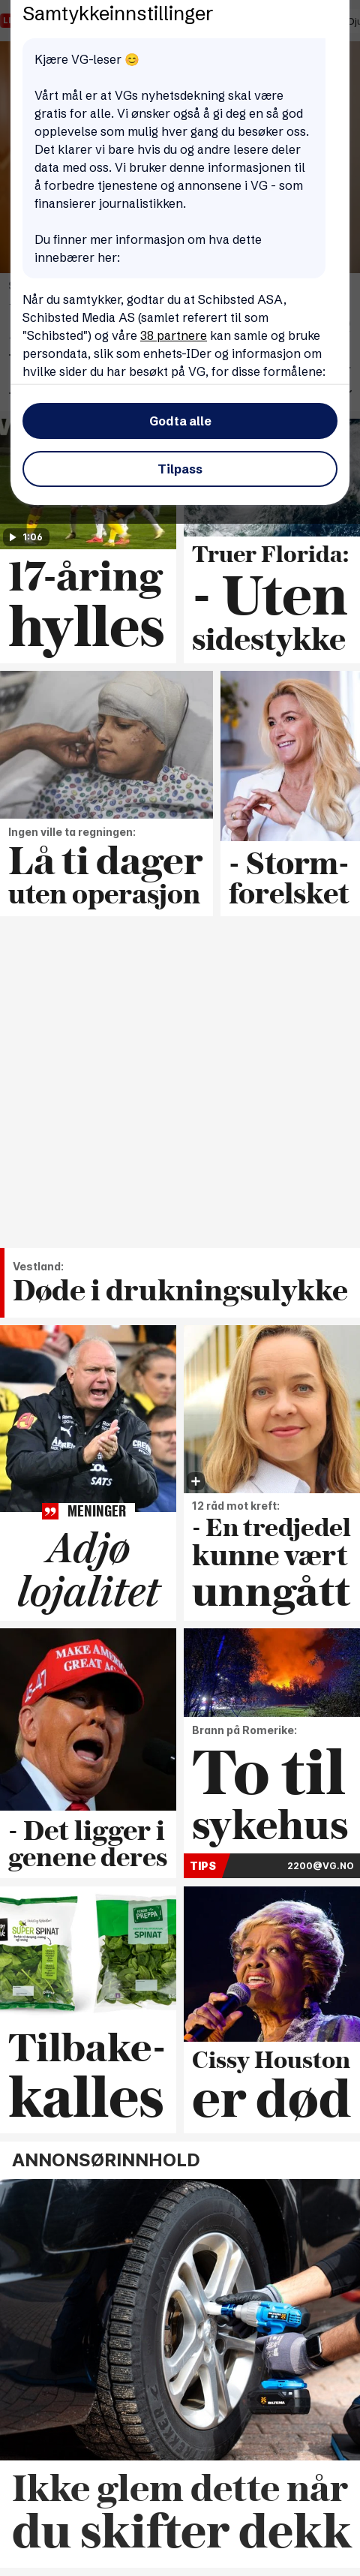 Samtykkeinnstillinger
Kjære VG-leser 😊
Vårt mål er at VGs nyhetsdekning skal være
gratis for alle. Vi ønsker også å gi deg en så god
opplevelse som mulig hver gang du besøker oss.
Det klarer vi bare hvis du og andre lesere deler
data med oss. Vi bruker denne informasjonen til
å forbedre tjenestene og annonsene i VG - som
finansierer journalistikken.
Du finner mer informasjon om hva dette
innebærer her:
Når du samtykker, godtar du at Schibsted ASA,
Schibsted Media AS (samlet referert til som
"Schibsted") og våre 38 partnere kan samle og bruke
persondata, slik som enhets-IDer og informasjon om
hvilke sider du har besøkt på VG, for disse formålene:
Godta alle
Tilpass
1:06
17-åring
hylles
Truer Florida:
- Uten
sidestykke
Ingen ville ta regningen:
Lå ti dager
uten operasjon
- Storm-
forelsket
Vestland:
Døde i drukningsulykke
MENINGER
Adjø
lojalitet
12 råd mot kreft:
- En tredjedel
kunne vært
unngått
MAKE AMERICA
GREAT AG
- Det ligger i
genene deres
Brann på Romerike:
To til
sykehus
TIPS
2200@VG.NO
SUPER SPINAT
PREPPA
SPINAT
Tilbake-
kalles
Cissy Houston
er død
ANNONSØRINNHOLD
Ikke glem dette når
du skifter dekk